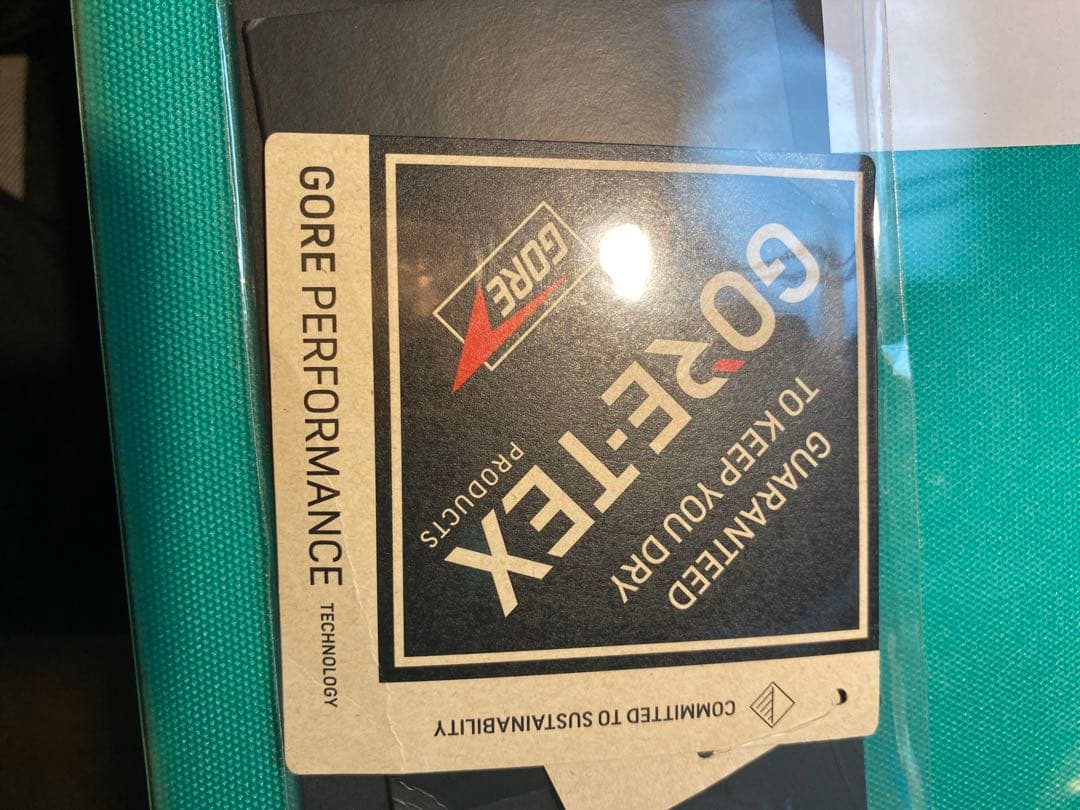 GUARANTEED
TO KEEP YOU DRY
GORE-TEX
PRODUCTS
GORE
GORE PERFORMANCE TECHNOLOGY
COMMITTED TO SUSTAINABILITY